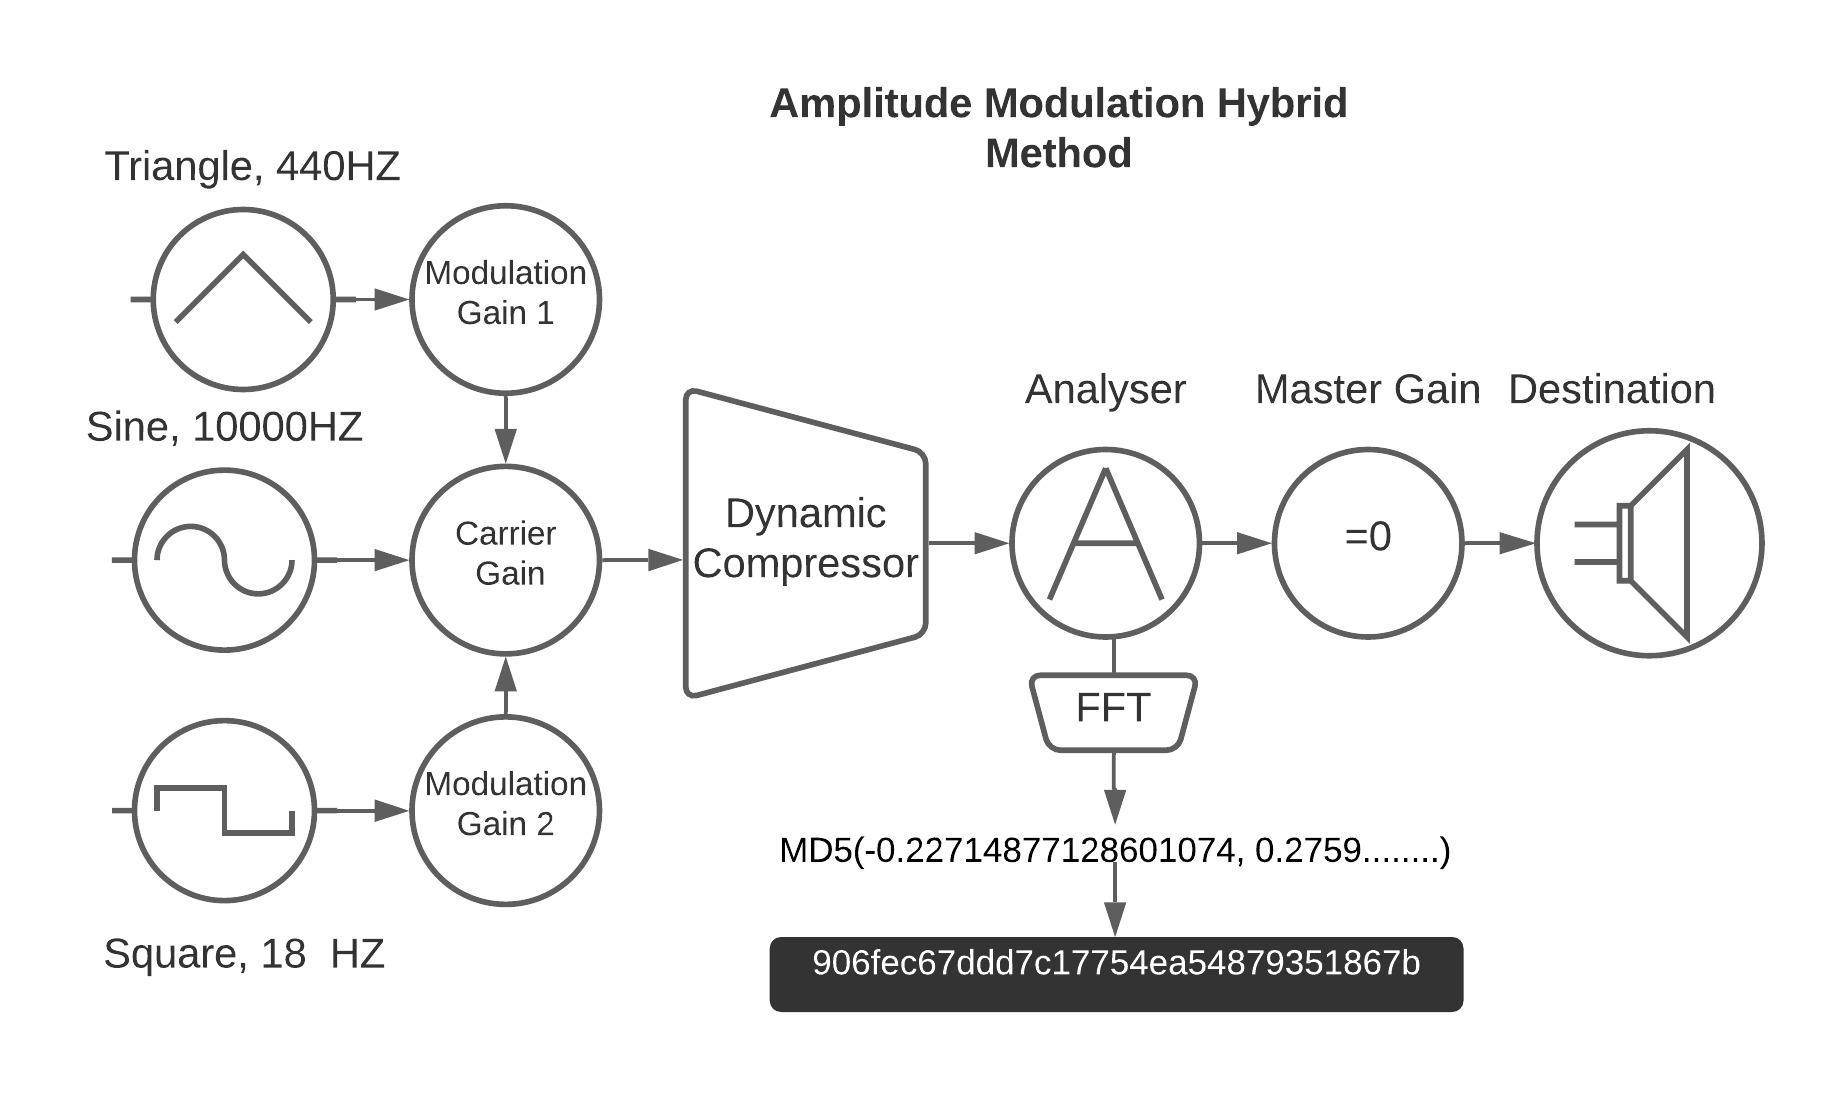 Amplitude Modulation Hybrid
Method
Triangle, 440HZ
Modulation
Gain 1
Sine, 10000HZ
Carrier
Gain
Modulation
Gain 2
Square, 18  HZ
Dynamic
Compressor
Analyser
Master Gain
=0
Destination
FFT
MD5(-0.22714877128601074, 0.2759........)
906fec67ddd7c17754ea54879351867b